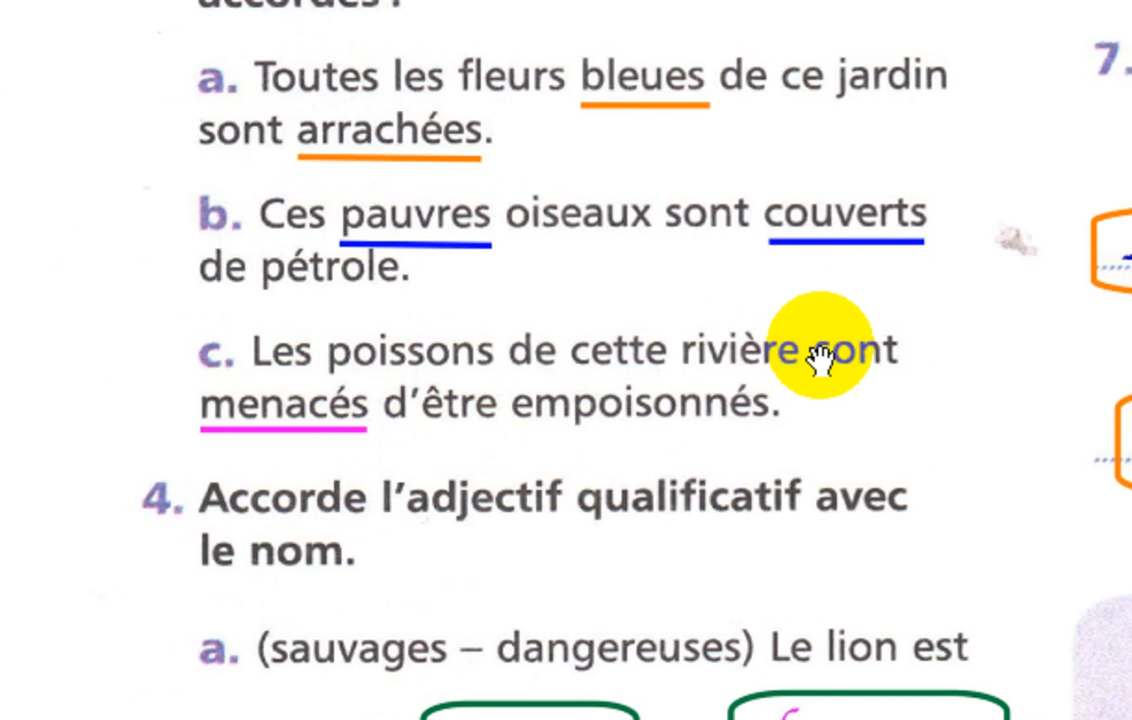 a. Toutes les fleurs bleues de ce jardin
sont arrachées.
b. Ces pauvres oiseaux sont couverts
de pétrole.
c. Les poissons de cette rivière sont
menacés d'être empoisonnés.
4. Accorde l'adjectif qualificatif avec
le nom.
a. (sauvages – dangereuses) Le lion est
7.